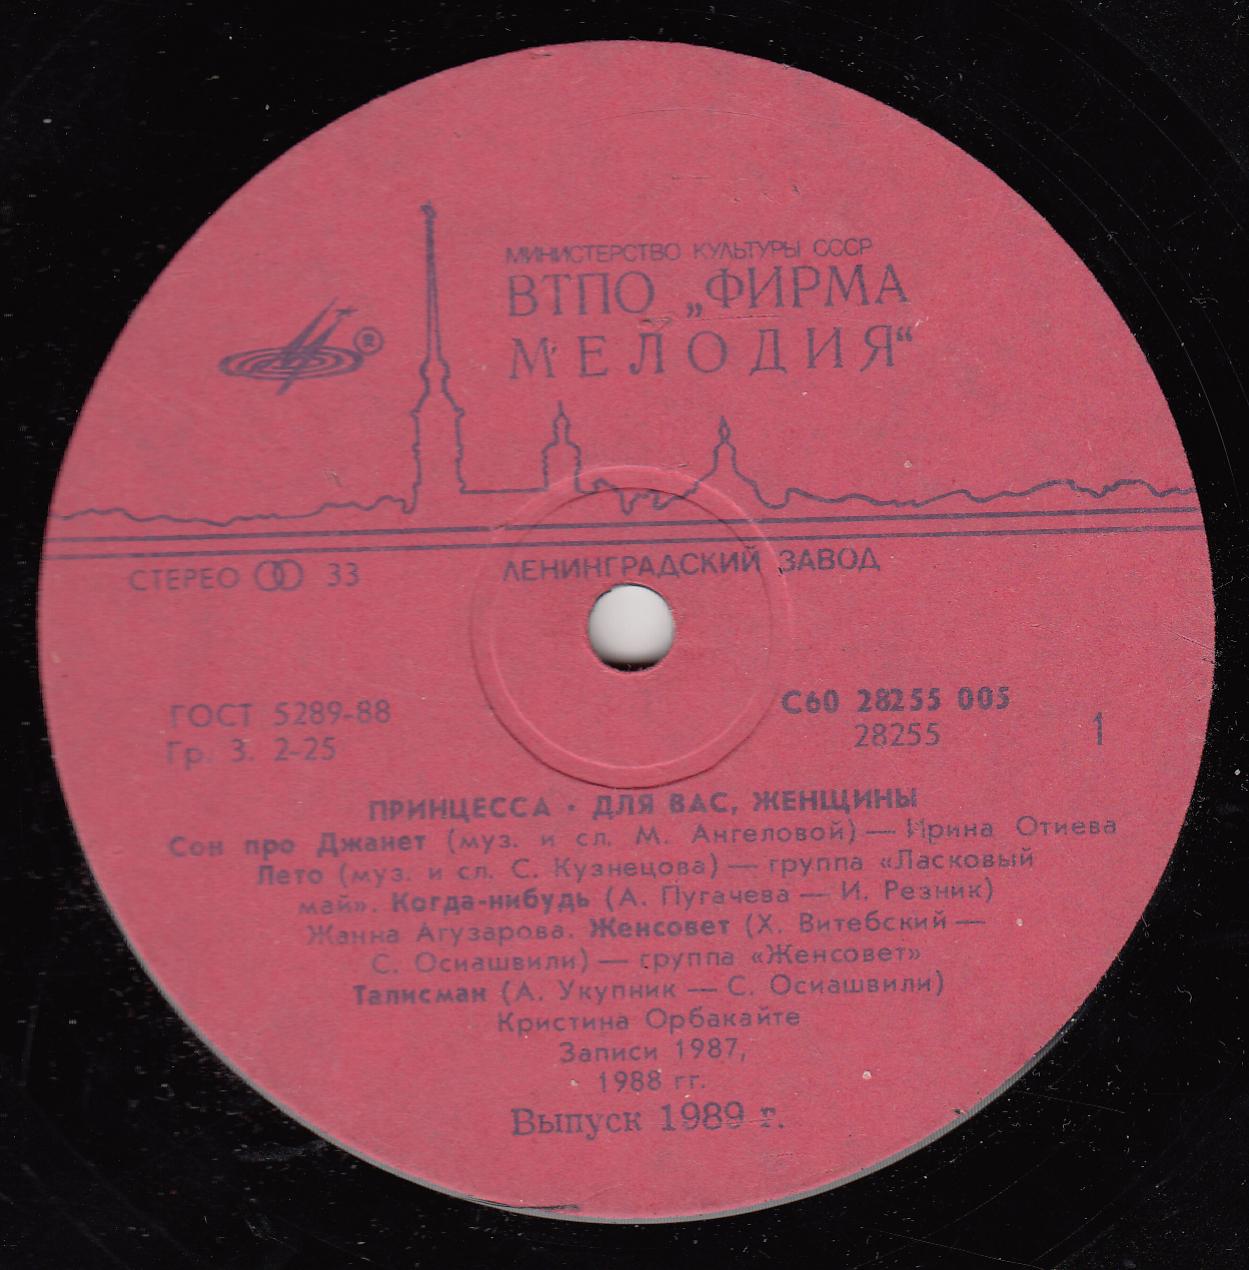 МИНИСТЕРСТВО КУЛЬТУРЫ СССР
ВТПО „ФИРМА
МЕЛОДИЯ“
®
СТЕРЕО 33
ЛЕНИНГРАДСКИЙ ЗАВОД
ГОСТ 5289-88
Гр. 3. 2-25
С60 28255 005
28255
1
ПРИНЦЕССА · ДЛЯ ВАС, ЖЕНЩИНЫ
Сон про Джанет (муз. и сл. М. Ангеловой) — Ирина Отиева
Лето (муз. и сл. С. Кузнецова) — группа «Ласковый
май». Когда-нибудь (А. Пугачева — И. Резник)
Жанна Агузарова. Женсовет (Х. Витебский —
С. Осиашвили) — группа «Женсовет»
Талисман (А. Укупник — С. Осиашвили)
Кристина Орбакайте
Записи 1987,
1988 гг.
Выпуск 1989 г.